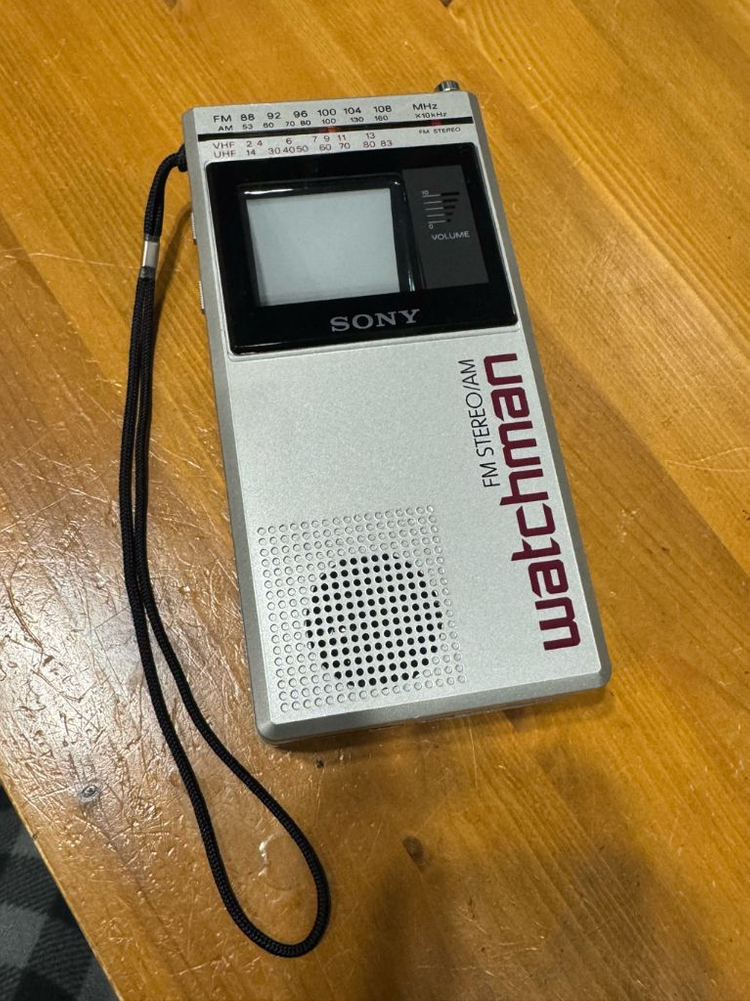 FM 88 92 96 100 104 108 MHz
AM 53 60 70 80 100 130 160 X10kHz
FM STEREO
VHF 2 4 6 7 9 11 13
UHF 14 30 40 50 60 70 80 83
10
0
VOLUME
SONY
FM STEREO/AM
watchman